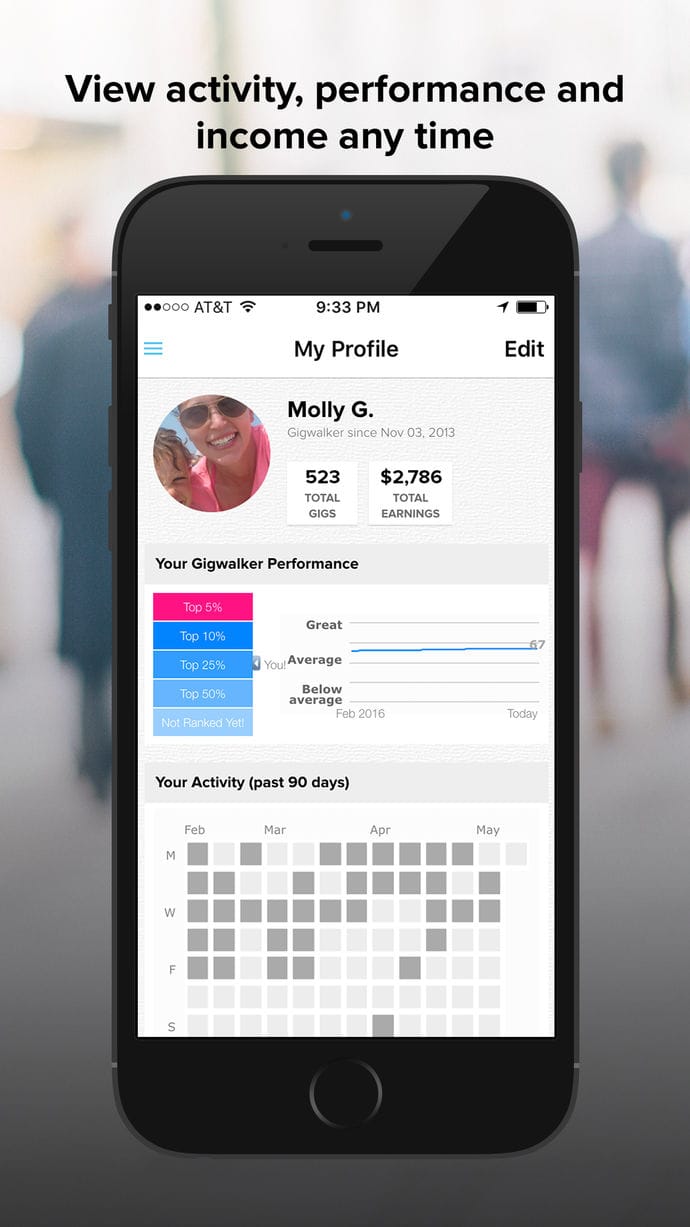 View activity, performance and
income any time
AT&T
9:33 PM
My Profile
Edit
Molly G.
Gigwalker since Nov 03, 2013
523
TOTAL
GIGS
$2,786
TOTAL
EARNINGS
Your Gigwalker Performance
Top 5%
Top 10%
Top 25%
Top 50%
Not Ranked Yet!
You!
Great
Average
Below
average
67
Feb 2016
Today
Your Activity (past 90 days)
Feb
Mar
Apr
May
M
W
F
S